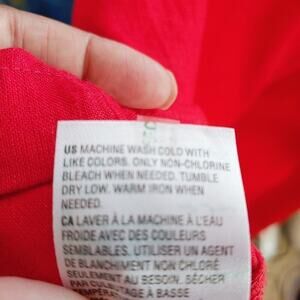 US MACHINE WASH COLD WITH
LIKE COLORS. ONLY NON-CHLORINE
BLEACH WHEN NEEDED. TUMBLE
DRY LOW. WARM IRON WHEN
NEEDED.
CA LAVER À LA MACHINE À L'EAU
FROIDE AVEC DES COULEURS
SEMBLABLES. UTILISER UN AGENT
DE BLANCHIMENT NON CHLORÉ
SEULEMENT AU BESOIN. SÉCHER
TEMPÉRATURE À BASSE